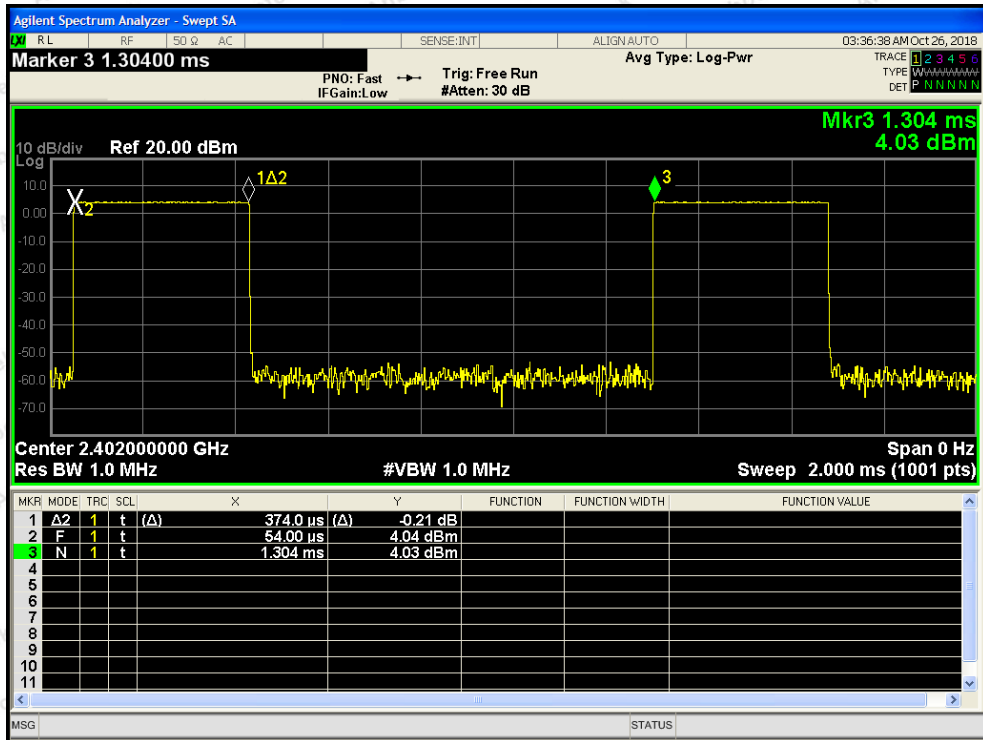 Agilent Spectrum Analyzer - Swept SA
LXI RL RF 50 Ω AC SENSE:INT ALIGN AUTO 03:36:38 AM Oct 26, 2018
Marker 3 1.30400 ms
PNO: Fast Trig: Free Run
IFGain:Low #Atten: 30 dB
Avg Type: Log-Pwr
TRACE 1 2 3 4 5 6
TYPE WWWWWW
DET P N N N N N
Mkr3 1.304 ms
4.03 dBm
10 dB/div Ref 20.00 dBm
Log
10.0
0.00
-10.0
-20.0
-30.0
-40.0
-50.0
-60.0
-70.0
X2
1Δ2
3
Center 2.402000000 GHz Span 0 Hz
Res BW 1.0 MHz #VBW 1.0 MHz Sweep 2.000 ms (1001 pts)
MKR MODE TRC SCL X Y FUNCTION FUNCTION WIDTH FUNCTION VALUE
1 Δ2 1 t (Δ) 374.0 µs (Δ) -0.21 dB
2 F 1 t 54.00 µs 4.04 dBm
3 N 1 t 1.304 ms 4.03 dBm
4
5
6
7
8
9
10
11
MSG STATUS